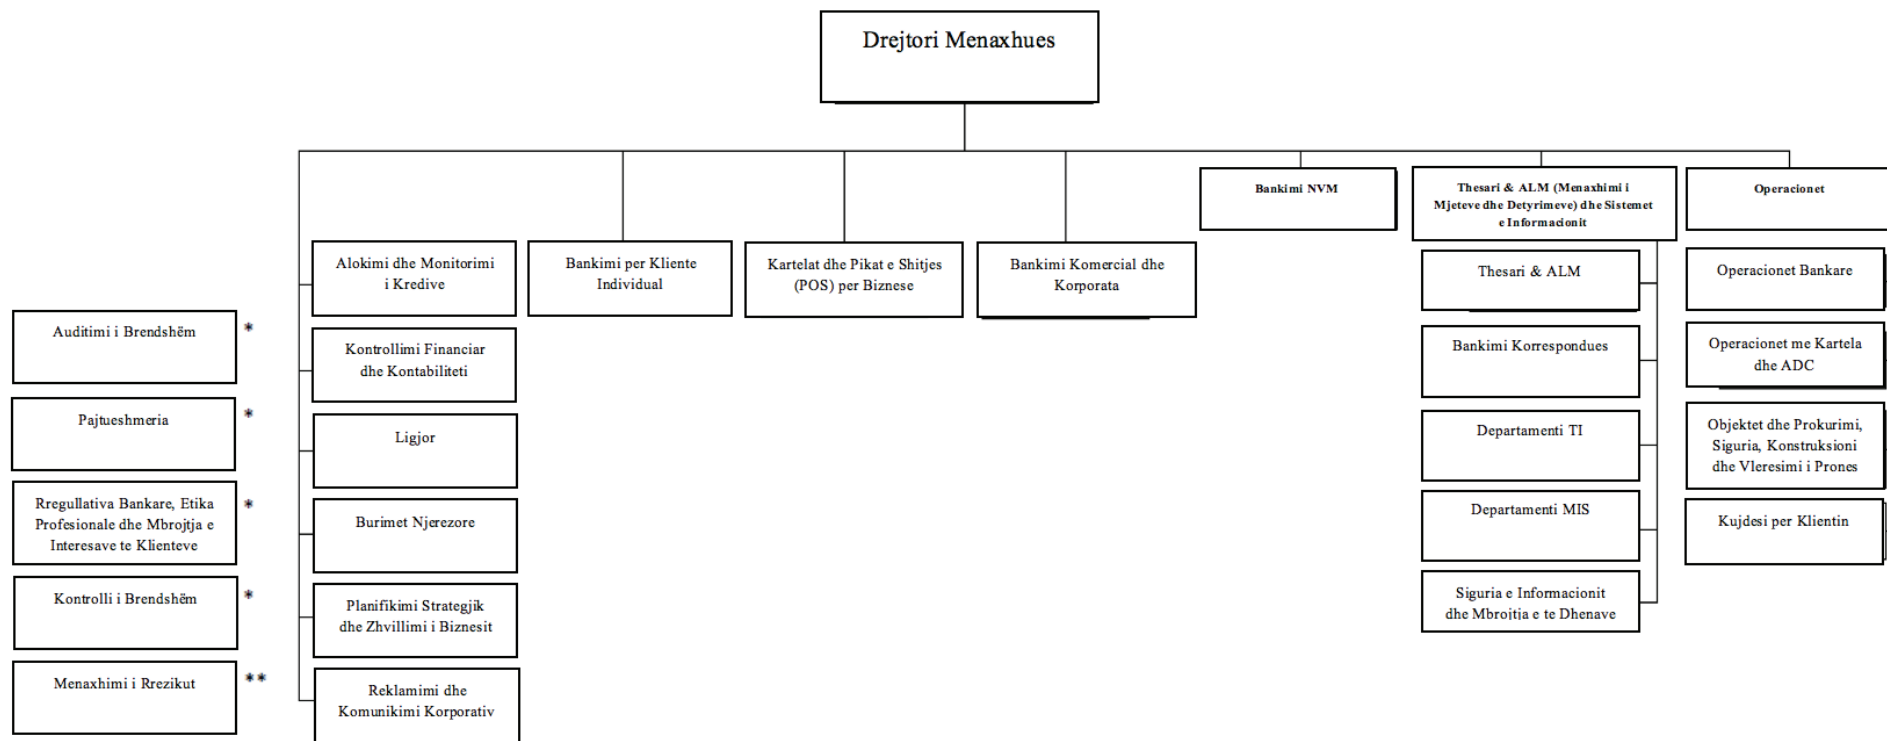 Drejtori Menaxhues
Bankimi NVM
Thesari & ALM (Menaxhimi i
Mjeteve dhe Detyrimeve) dhe Sistemet
e Informacionit
Operacionet
Alokimi dhe Monitorimi
i Kredive
Bankimi per Kliente
Individual
Kartelat dhe Pikat e Shitjes
(POS) per Biznese
Bankimi Komercial dhe
Korporata
Thesari & ALM
Operacionet Bankare
Auditimi i Brendshëm *
Kontrollimi Financiar
dhe Kontabiliteti
Bankimi Korrespondues
Operacionet me Kartela
dhe ADC
Pajtueshmeria *
Ligjor
Departamenti TI
Objektet dhe Prokurimi,
Siguria, Konstruksioni
dhe Vleresimi i Prones
Rregullativa Bankare, Etika *
Profesionale dhe Mbrojtja e
Interesave te Klienteve
Burimet Njerezore
Departamenti MIS
Kujdesi per Klientin
Kontrolli i Brendshëm *
Planifikimi Strategjik
dhe Zhvillimi i Biznesit
Siguria e Informacionit
dhe Mbrojtja e te Dhenave
Menaxhimi i Rrezikut **
Reklamimi dhe
Komunikimi Korporativ